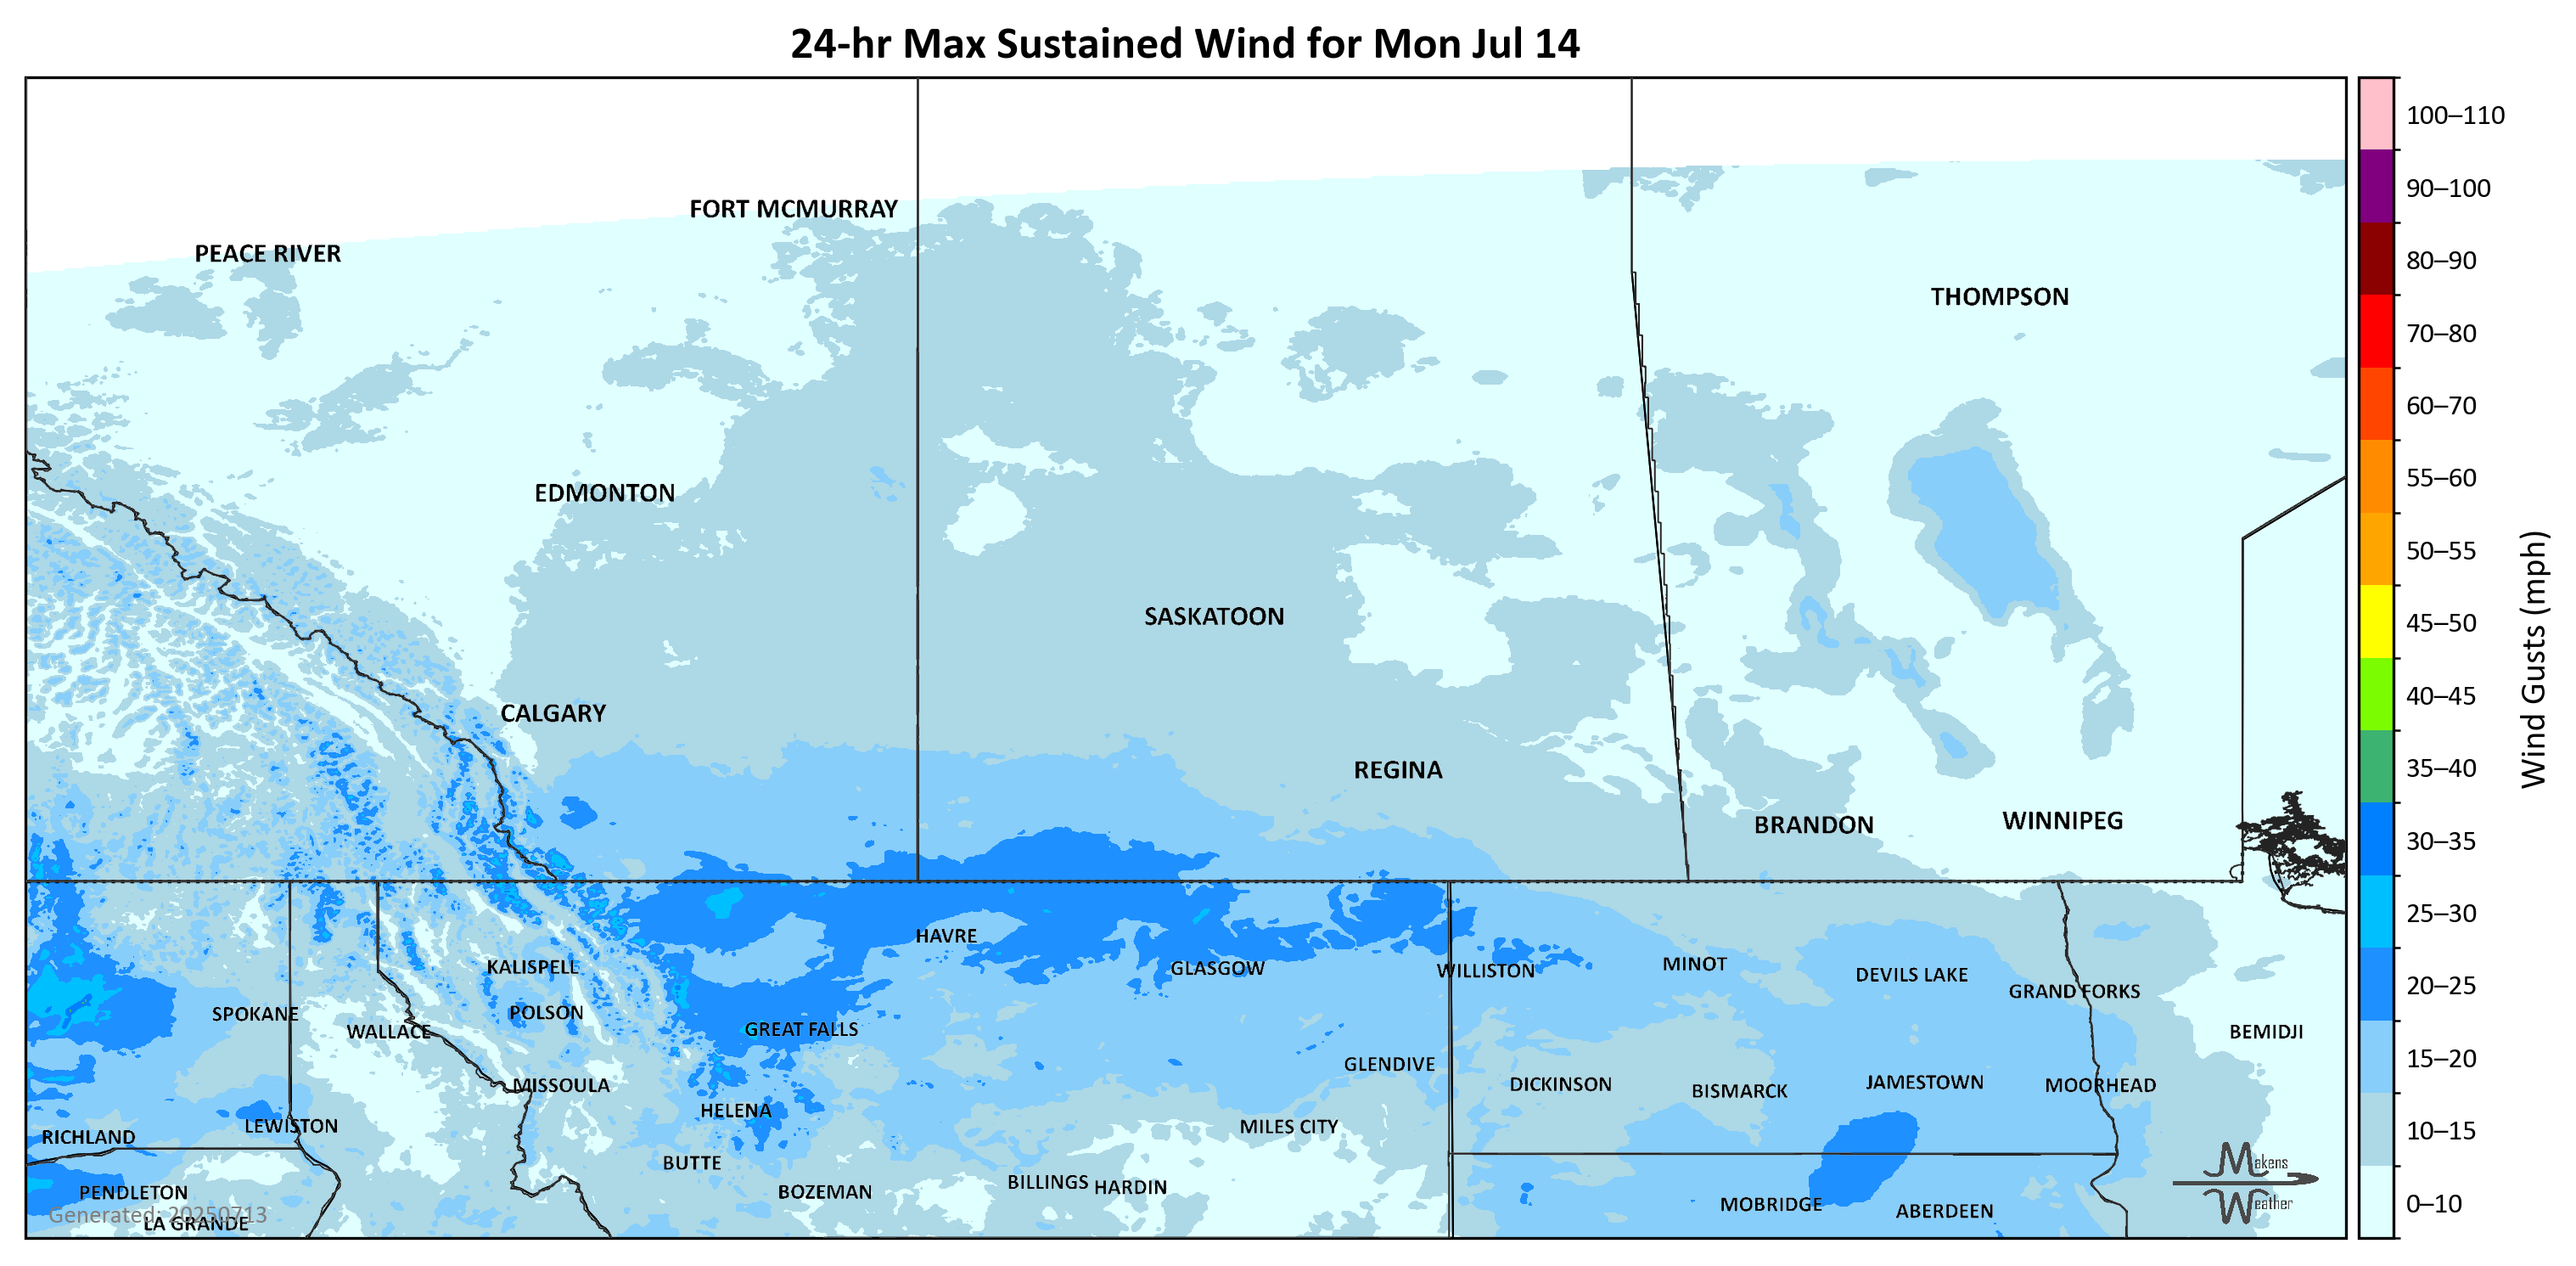 24-hr Max Sustained Wind for Mon Jul 14
100–110
90–100
FORT MCMURRAY
PEACE RIVER
80–90
THOMPSON
70–80
60–70
55–60
EDMONTON
50–55
SASKATOON
45–50
Wind Gusts (mph)
CALGARY
40–45
REGINA
35–40
BRANDON
WINNIPEG
30–35
25–30
HAVRE
KALISPELL
GLASGOW
WILLISTON
MINOT
DEVILS LAKE
20–25
GRAND FORKS
SPOKANE
POLSON
WALLACE
GREAT FALLS
BEMIDJI
15–20
GLENDIVE
MISSOULA
DICKINSON
BISMARCK
JAMESTOWN
MOORHEAD
HELENA
LEWISTON
MILES CITY
RICHLAND
10–15
BUTTE
Makens
Weather
PENDLETON
BOZEMAN
BILLINGS
HARDIN
MOBRIDGE
ABERDEEN
0–10
Generated: 20250713
LA GRANDE